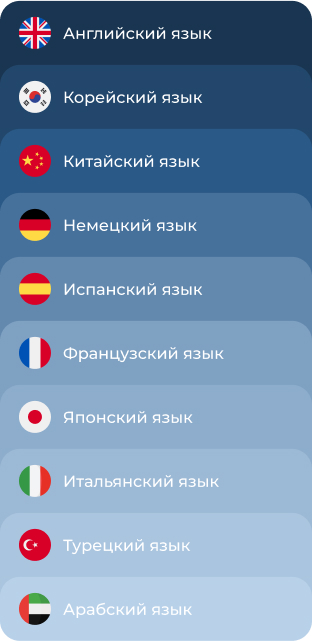 Английский язык
Корейский язык
Китайский язык
Немецкий язык
Испанский язык
Французский язык
Японский язык
Итальянский язык
Турецкий язык
Арабский язык